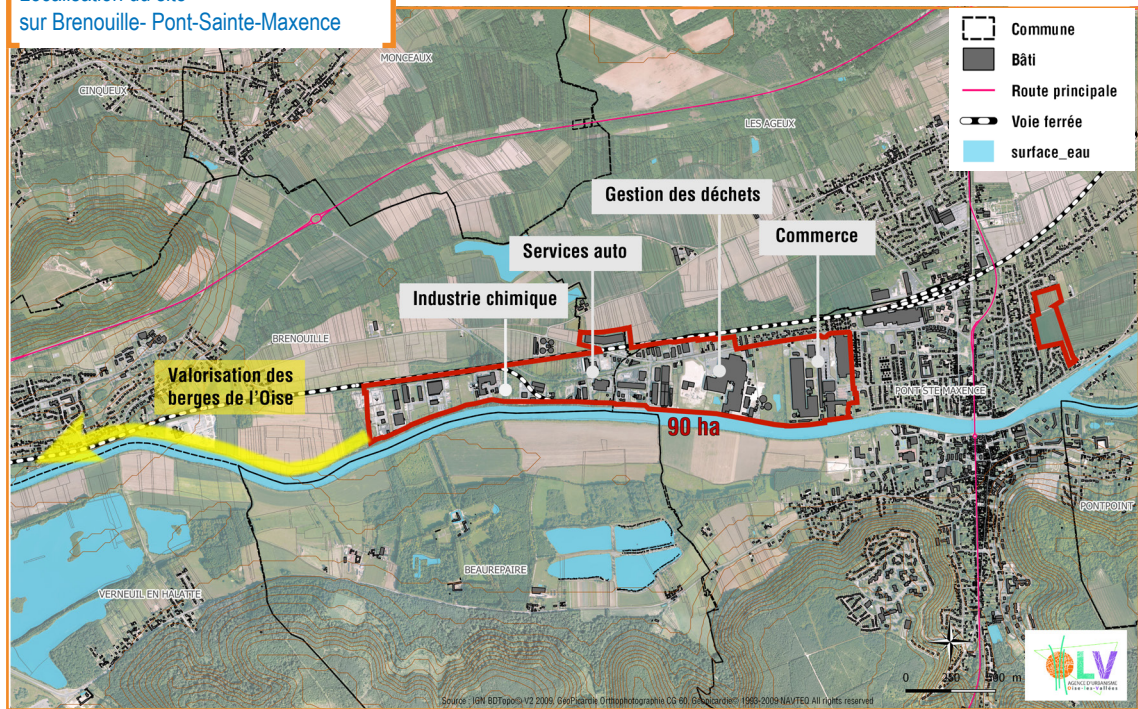 Localisation du site
sur Brenouille- Pont-Sainte-Maxence
Commune
Bâti
Route principale
Voie ferrée
surface_eau
MONCEAUX
CINQUEUX
LES AGEUX
Gestion des déchets
Commerce
Services auto
Industrie chimique
BRENOUILLE
Valorisation des
berges de l'Oise
PONT STE MAXENCE
90 ha
PONTPOINT
BEAUREPAIRE
VERNEUIL EN HALATTE
0 250 500 m
OLV
AGENCE D'URBANISME
Oise-les-Vallées
Source : IGN BDTopo© V2 2009, GéoPicardie Orthophotographie CG 60, Géopicardie© 1993-2009 NAVTEQ All rights reserved